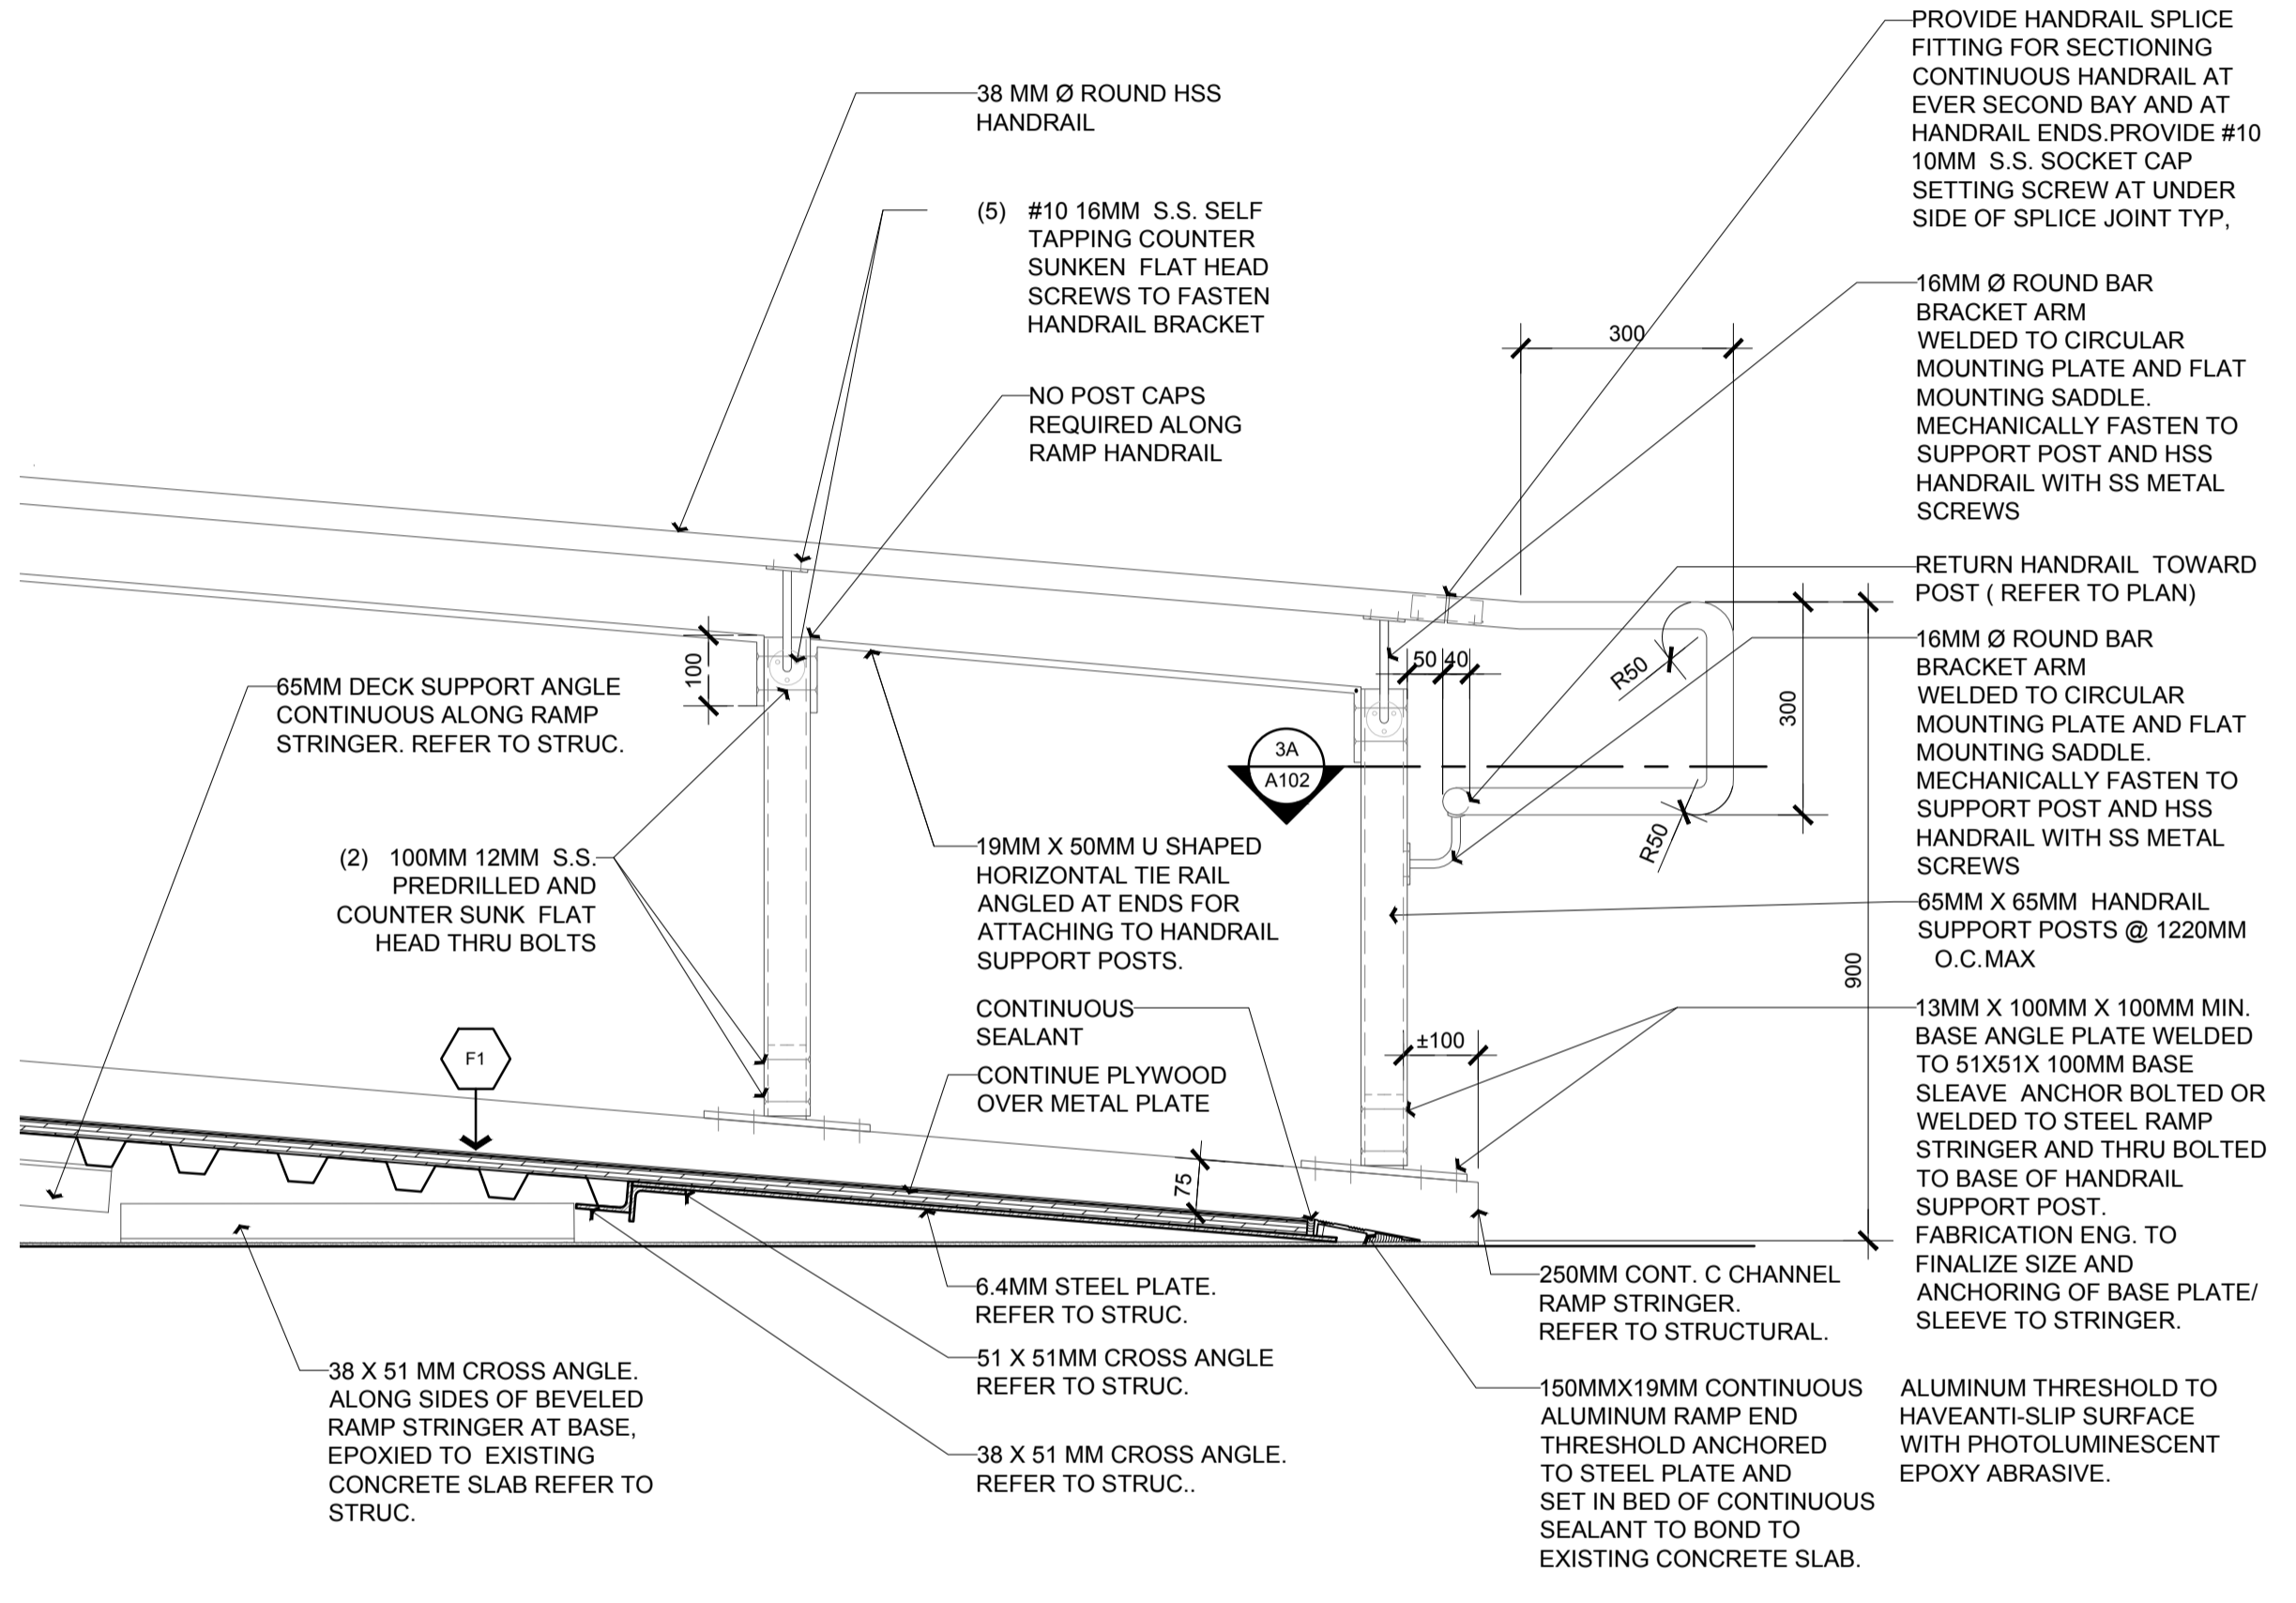 PROVIDE HANDRAIL SPLICE
FITTING FOR SECTIONING
CONTINUOUS HANDRAIL AT
EVER SECOND BAY AND AT
HANDRAIL ENDS.PROVIDE #10
10MM S.S. SOCKET CAP
SETTING SCREW AT UNDER
SIDE OF SPLICE JOINT TYP,
38 MM Ø ROUND HSS
HANDRAIL
(5) #10 16MM S.S. SELF
TAPPING COUNTER
SUNKEN FLAT HEAD
SCREWS TO FASTEN
HANDRAIL BRACKET
NO POST CAPS
REQUIRED ALONG
RAMP HANDRAIL
16MM Ø ROUND BAR
BRACKET ARM
WELDED TO CIRCULAR
MOUNTING PLATE AND FLAT
MOUNTING SADDLE.
MECHANICALLY FASTEN TO
SUPPORT POST AND HSS
HANDRAIL WITH SS METAL
SCREWS
300
RETURN HANDRAIL TOWARD
POST ( REFER TO PLAN)
16MM Ø ROUND BAR
BRACKET ARM
WELDED TO CIRCULAR
MOUNTING PLATE AND FLAT
MOUNTING SADDLE.
MECHANICALLY FASTEN TO
SUPPORT POST AND HSS
HANDRAIL WITH SS METAL
SCREWS
100
50
40
R50
300
R50
3A
A102
900
65MM DECK SUPPORT ANGLE
CONTINUOUS ALONG RAMP
STRINGER. REFER TO STRUC.
(2) 100MM 12MM S.S.
PREDRILLED AND
COUNTER SUNK FLAT
HEAD THRU BOLTS
19MM X 50MM U SHAPED
HORIZONTAL TIE RAIL
ANGLED AT ENDS FOR
ATTACHING TO HANDRAIL
SUPPORT POSTS.
65MM X 65MM HANDRAIL
SUPPORT POSTS @ 1220MM
O.C.MAX
CONTINUOUS
SEALANT
CONTINUE PLYWOOD
OVER METAL PLATE
F1
±100
75
13MM X 100MM X 100MM MIN.
BASE ANGLE PLATE WELDED
TO 51X51X 100MM BASE
SLEAVE ANCHOR BOLTED OR
WELDED TO STEEL RAMP
STRINGER AND THRU BOLTED
TO BASE OF HANDRAIL
SUPPORT POST.
FABRICATION ENG. TO
FINALIZE SIZE AND
ANCHORING OF BASE PLATE/
SLEEVE TO STRINGER.
6.4MM STEEL PLATE.
REFER TO STRUC.
51 X 51MM CROSS ANGLE
REFER TO STRUC.
38 X 51 MM CROSS ANGLE.
REFER TO STRUC..
38 X 51 MM CROSS ANGLE.
ALONG SIDES OF BEVELED
RAMP STRINGER AT BASE,
EPOXIED TO EXISTING
CONCRETE SLAB REFER TO
STRUC.
250MM CONT. C CHANNEL
RAMP STRINGER.
REFER TO STRUCTURAL.
150MMX19MM CONTINUOUS
ALUMINUM RAMP END
THRESHOLD ANCHORED
TO STEEL PLATE AND
SET IN BED OF CONTINUOUS
SEALANT TO BOND TO
EXISTING CONCRETE SLAB.
ALUMINUM THRESHOLD TO
HAVEANTI-SLIP SURFACE
WITH PHOTOLUMINESCENT
EPOXY ABRASIVE.